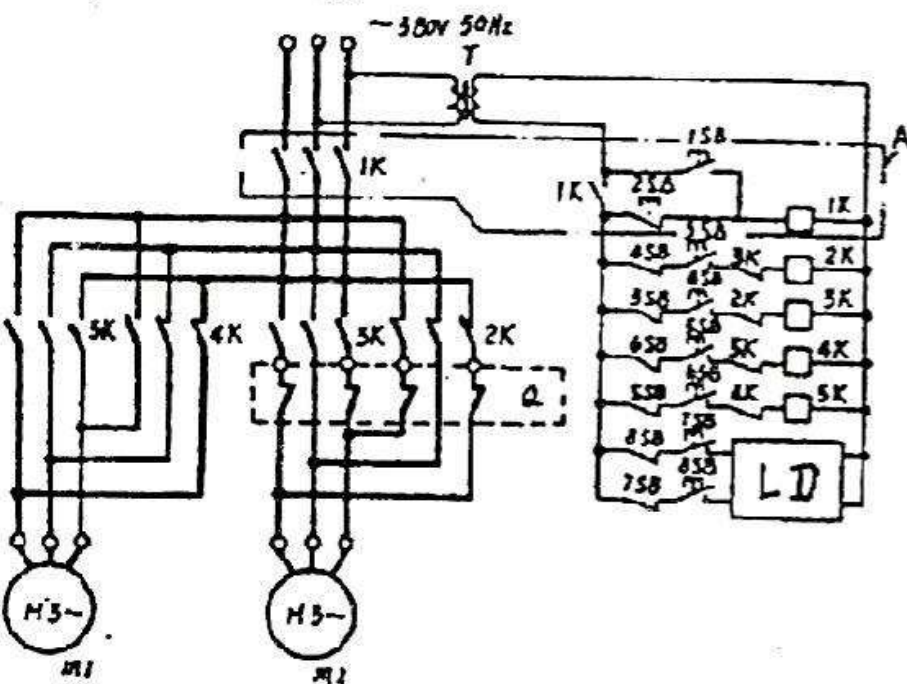 ~380V 50Hz
T
A
1SB
1K
1K
2SB
1K
3SB
4SB
3K
2K
4SB
3SB
2K
3K
5SB
6SB
5K
4K
6SB
5SB
4K
5K
7SB
8SB
8SB
7SB
LD
5K
4K
3K
2K
Q
M3~
M3~
M1
M2